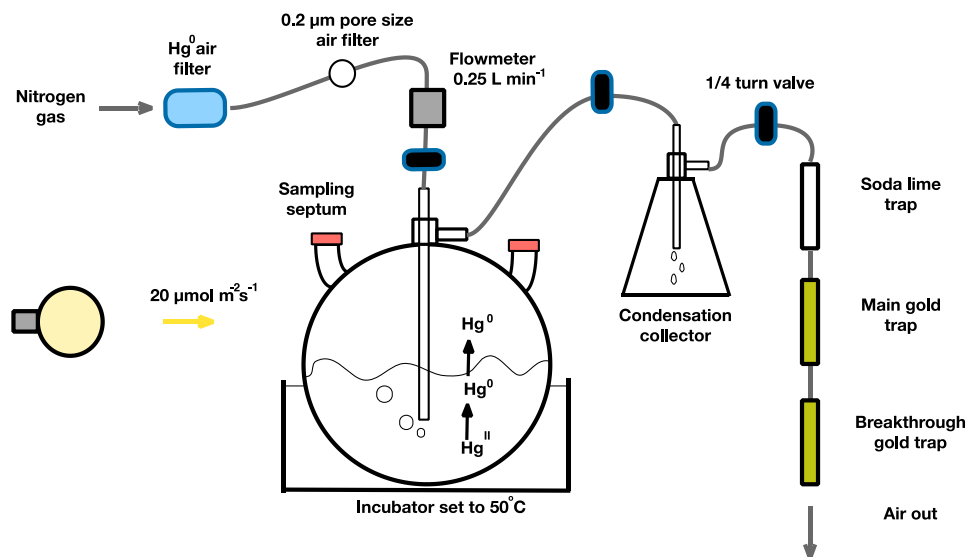 0.2 µm pore size
air filter
Hg⁰ air
filter
Flowmeter
0.25 L min⁻¹
Nitrogen
gas
1/4 turn valve
Sampling
septum
Soda lime
trap
20 µmol m⁻²s⁻¹
Condensation
collector
Main gold
trap
Hg⁰
Hg⁰
Hgᴵᴵ
Breakthrough
gold trap
Incubator set to 50°C
Air out